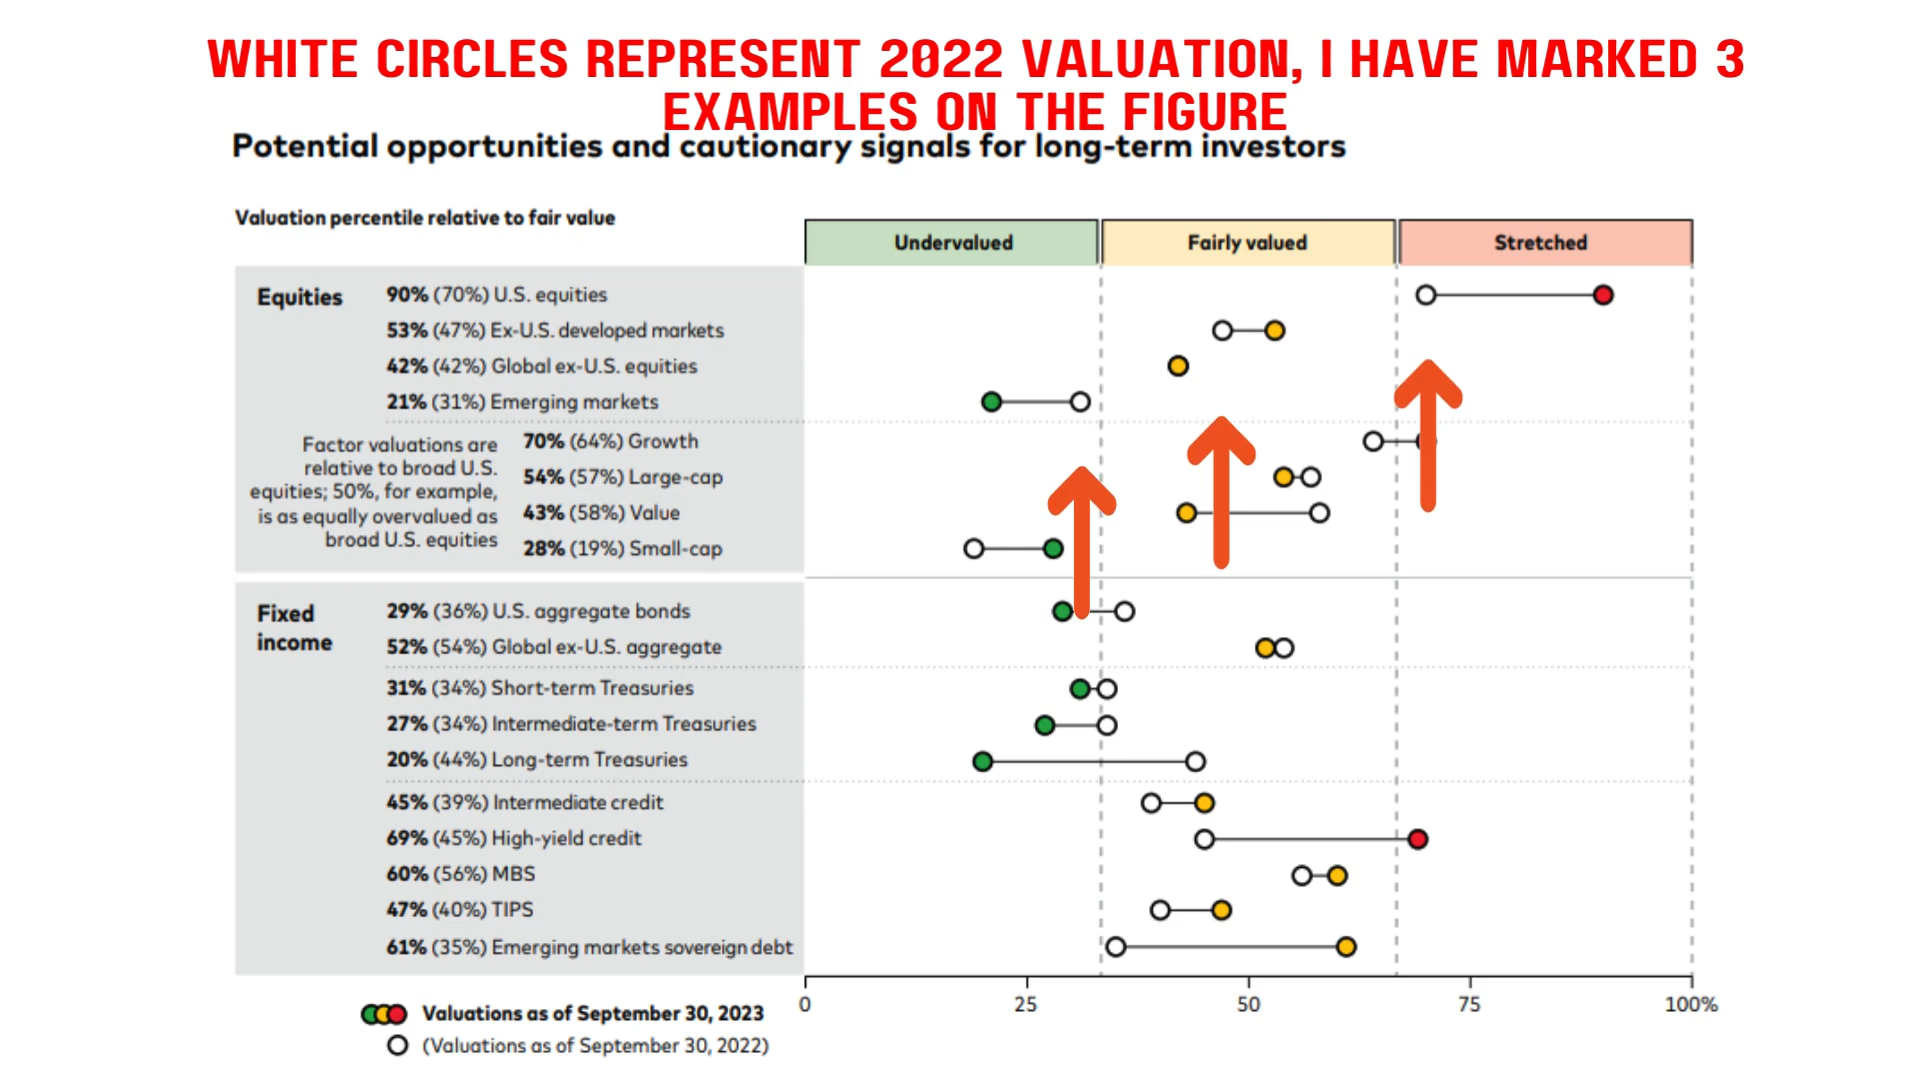 WHITE CIRCLES REPRESENT 2022 VALUATION, I HAVE MARKED 3
EXAMPLES ON THE FIGURE
Potential opportunities and cautionary signals for long-term investors
Valuation percentile relative to fair value
Undervalued
Fairly valued
Stretched
Equities
90% (70%) U.S. equities
53% (47%) Ex-U.S. developed markets
42% (42%) Global ex-U.S. equities
21% (31%) Emerging markets
Factor valuations are
relative to broad U.S.
equities; 50%, for example,
is as equally overvalued as
broad U.S. equities
70% (64%) Growth
54% (57%) Large-cap
43% (58%) Value
28% (19%) Small-cap
Fixed
income
29% (36%) U.S. aggregate bonds
52% (54%) Global ex-U.S. aggregate
31% (34%) Short-term Treasuries
27% (34%) Intermediate-term Treasuries
20% (44%) Long-term Treasuries
45% (39%) Intermediate credit
69% (45%) High-yield credit
60% (56%) MBS
47% (40%) TIPS
61% (35%) Emerging markets sovereign debt
0 25 50 75 100%
Valuations as of September 30, 2023
(Valuations as of September 30, 2022)